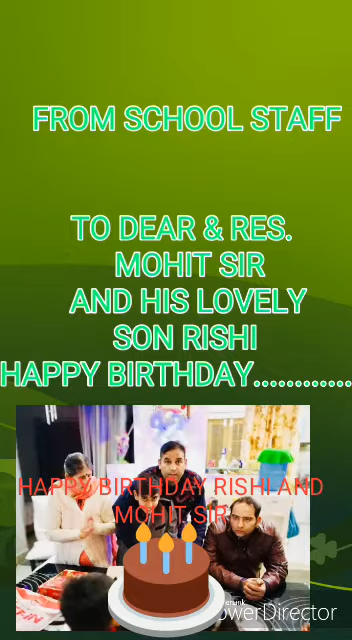 FROM SCHOOL STAFF
TO DEAR & RES.
MOHIT SIR
AND HIS LOVELY
SON RISHI
HAPPY BIRTHDAY............
HAPPY BIRTHDAY RISHI AND
MOHIT SIR
owerDirector